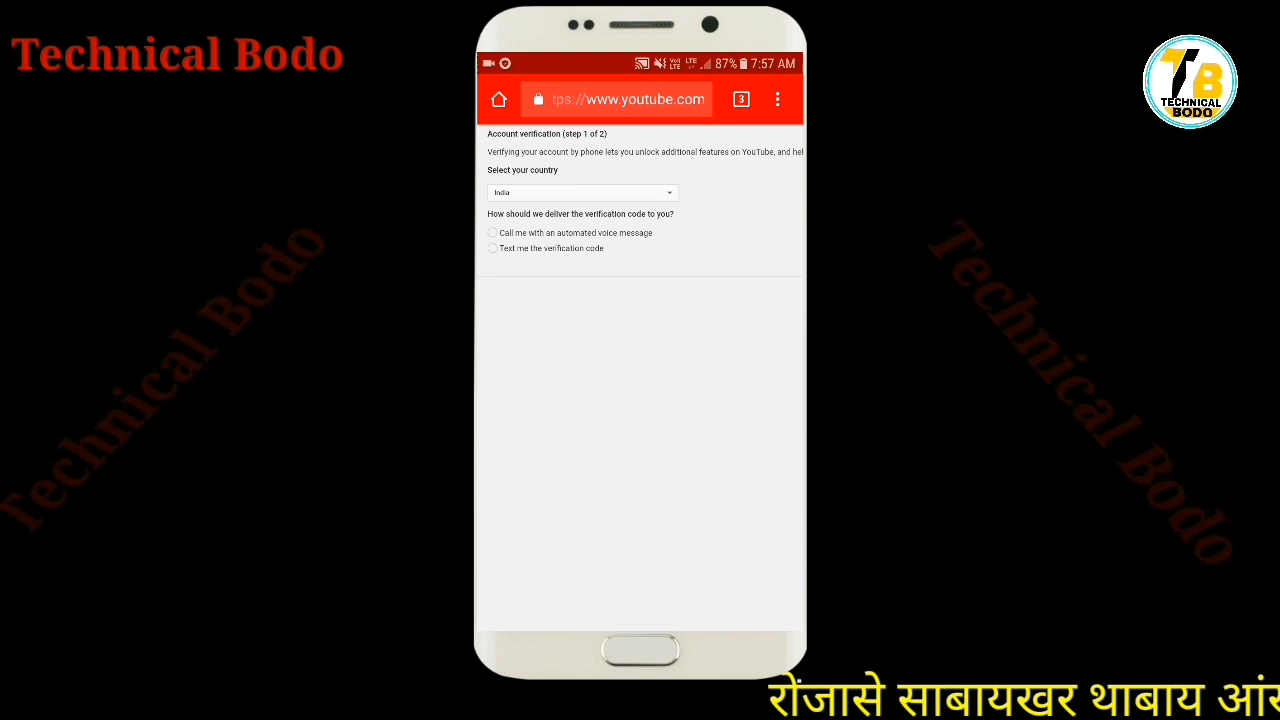 Technical Bodo
TB
TECHNICAL
BODO
87% 7:57 AM
tps://www.youtube.com
3
Account verification (step 1 of 2)
Verifying your account by phone lets you unlock additional features on YouTube, and hel
Select your country
India
How should we deliver the verification code to you?
Call me with an automated voice message
Text me the verification code
Technical Bodo
Technical Bodo
रोंजासे साबायखर थाबाय